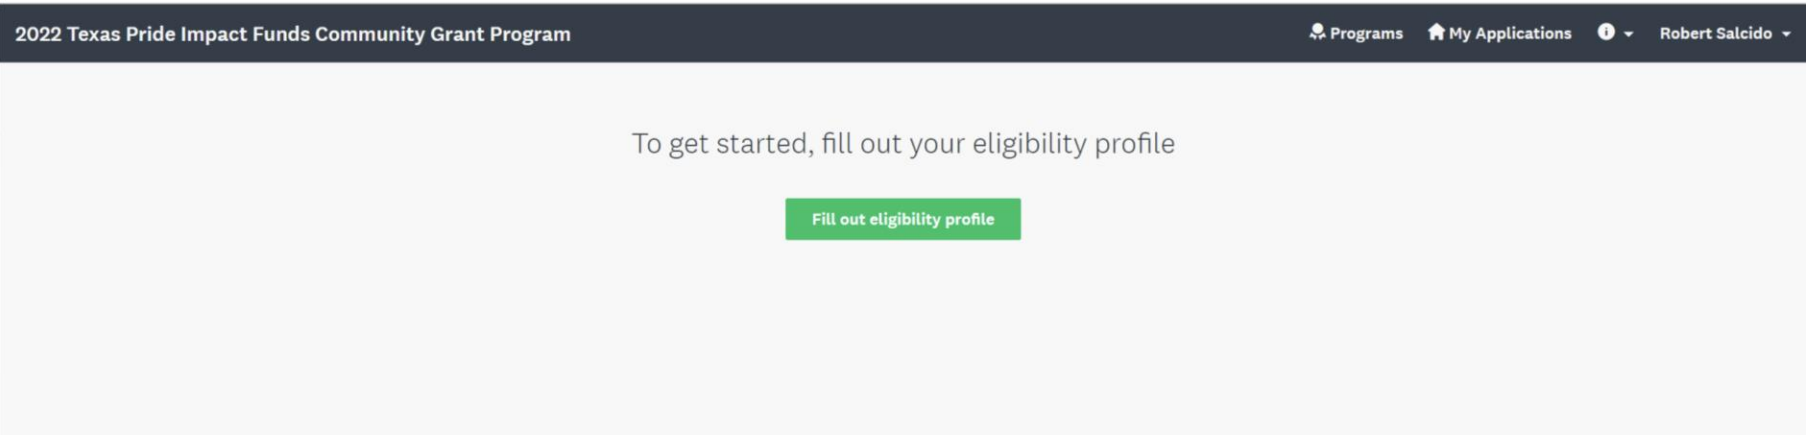 2022 Texas Pride Impact Funds Community Grant Program Programs My Applications Robert Salcido
To get started, fill out your eligibility profile
Fill out eligibility profile